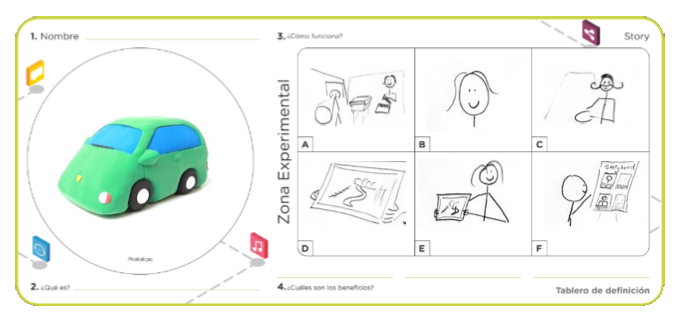 1. Nombre
3. ¿Cómo funciona?
Story
Zona Experimental
A
B
C
D
E
F
Prototipo
2. ¿Qué es?
4. ¿Cuáles son los beneficios?
Tablero de definición